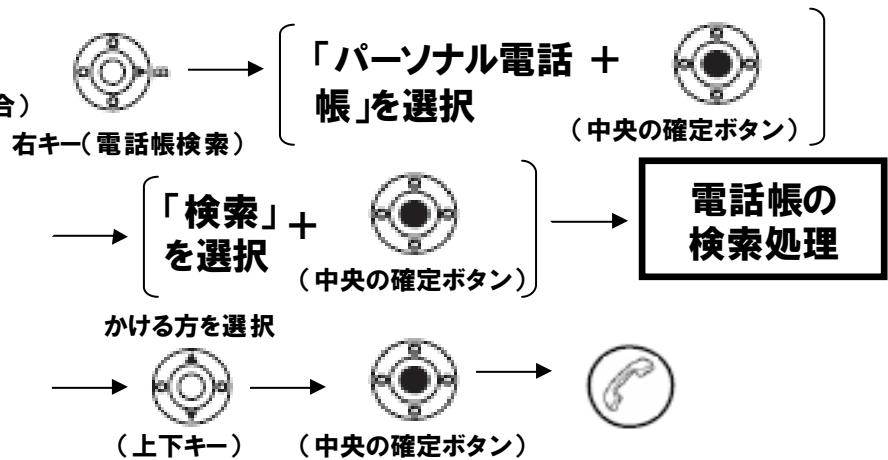 「パーソナル電話 +
帳」を選択
合）
右キー（電話帳検索）
（中央の確定ボタン）
「検索」 +
を選択
（中央の確定ボタン）
電話帳の
検索処理
かける方を選択
（上下キー）
（中央の確定ボタン）